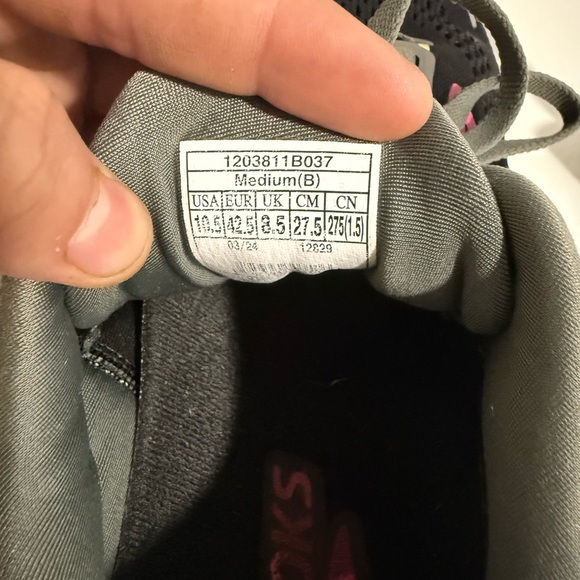 1203811B037
Medium(B)
USA EUR UK CM CN
10.5 42.5 8.5 27.5 275(1.5)
03/24 12829
OKS